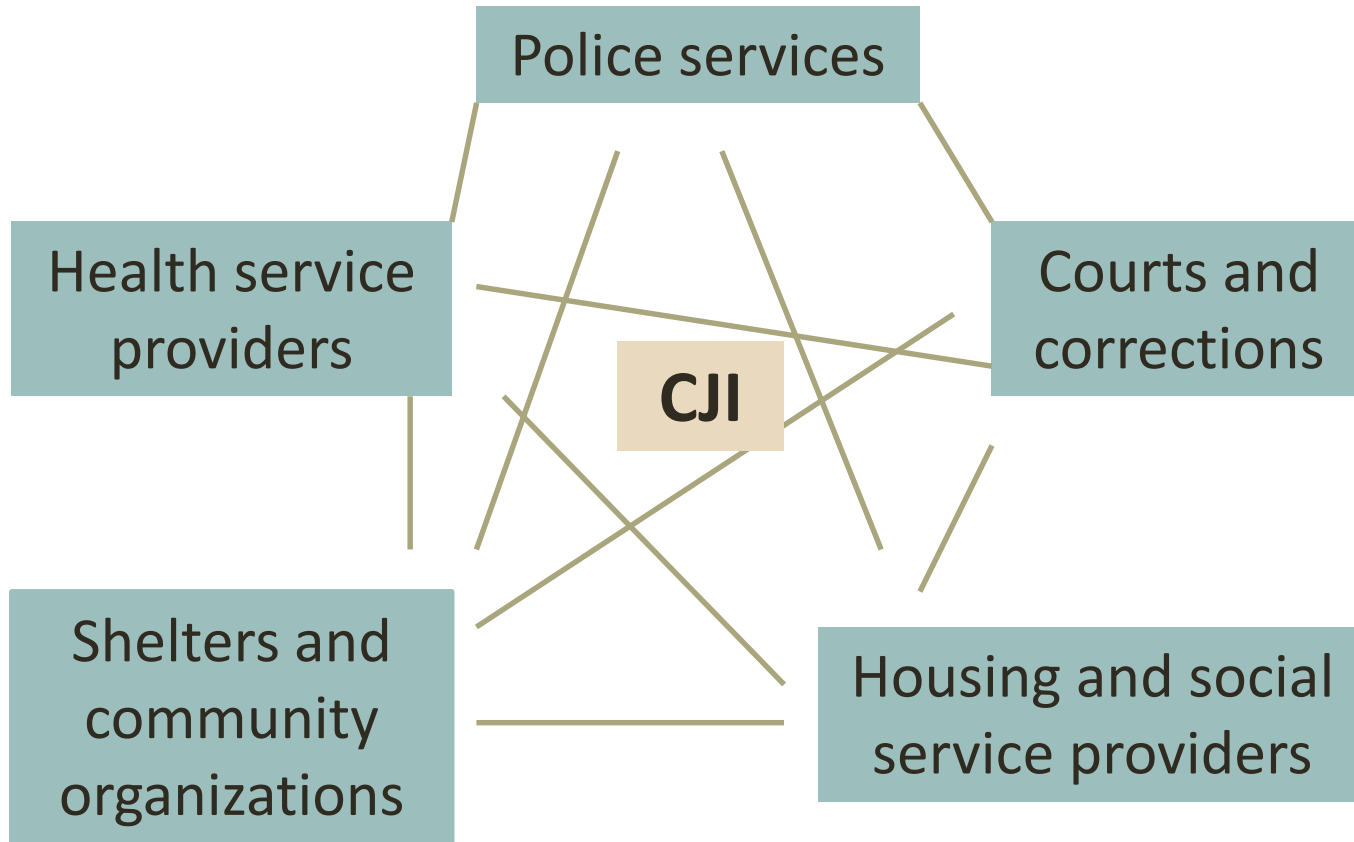 Police services
Health service
providers
Courts and
corrections
CJI
Shelters and
community
organizations
Housing and social
service providers